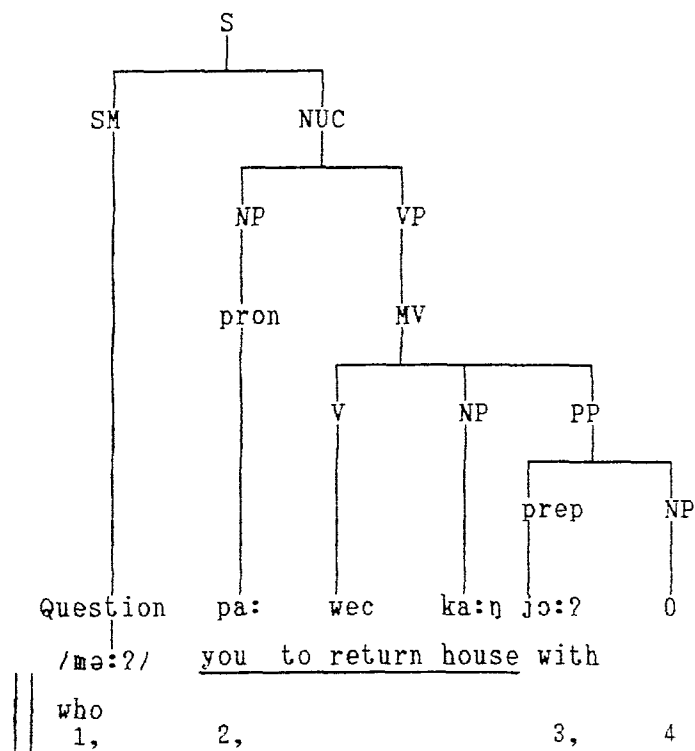 S
SM NUC
NP VP
pron MV
V NP PP
prep NP
Question pa: wec ka:ŋ jɔ:ʔ 0
/mə:ʔ/ you to return house with
who
1, 2, 3, 4